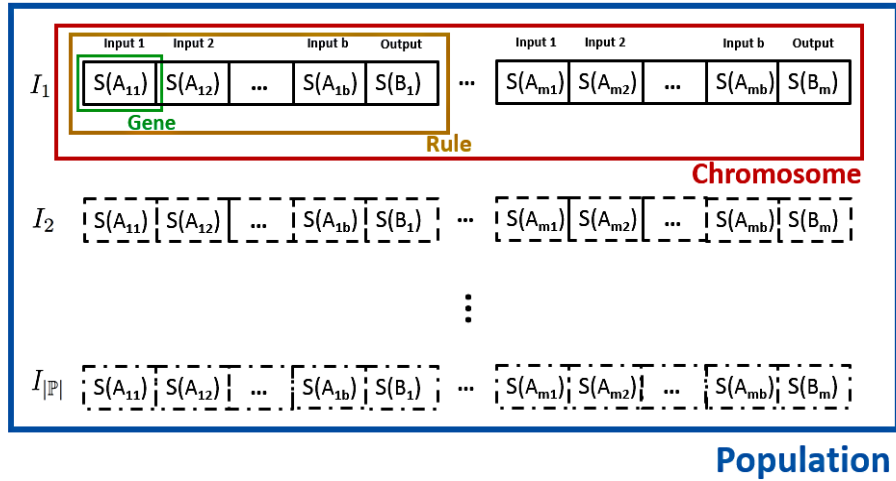 Input 1 Input 2 Input b Output Input 1 Input 2 Input b Output
I₁ S(A₁₁) S(A₁₂) ... S(A₁b) S(B₁) ... S(Aₘ₁) S(Aₘ₂) ... S(Aₘb) S(Bₘ)
Gene
Rule
Chromosome
I₂ S(A₁₁) S(A₁₂) ... S(A₁b) S(B₁) ... S(Aₘ₁) S(Aₘ₂) ... S(Aₘb) S(Bₘ)
⋮
I|ℙ| S(A₁₁) S(A₁₂) ... S(A₁b) S(B₁) ... S(Aₘ₁) S(Aₘ₂) ... S(Aₘb) S(Bₘ)
Population